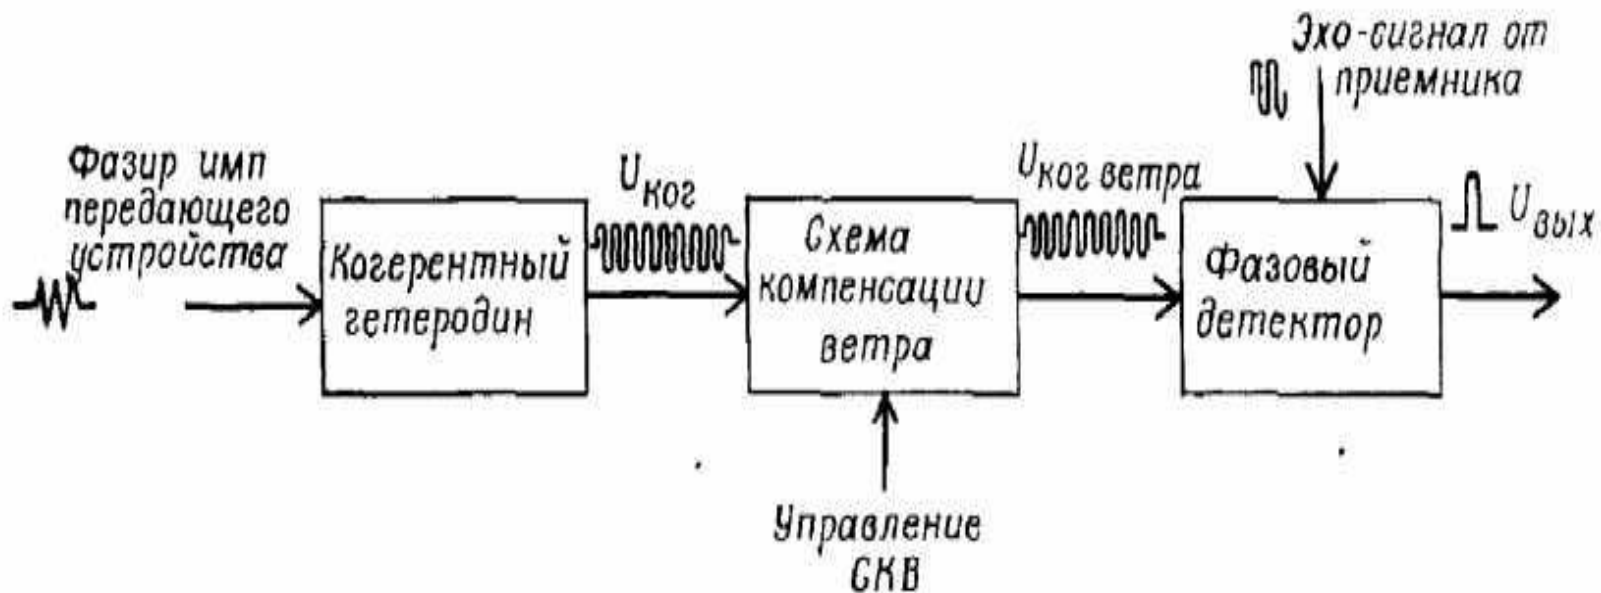 Эхо-сигнал от
приемника
Фазир имп
передающего
устройства
Uког
Uког ветра
Uвых
Когерентный
гетеродин
Схема
компенсации
ветра
Фазовый
детектор
Управление
СКВ